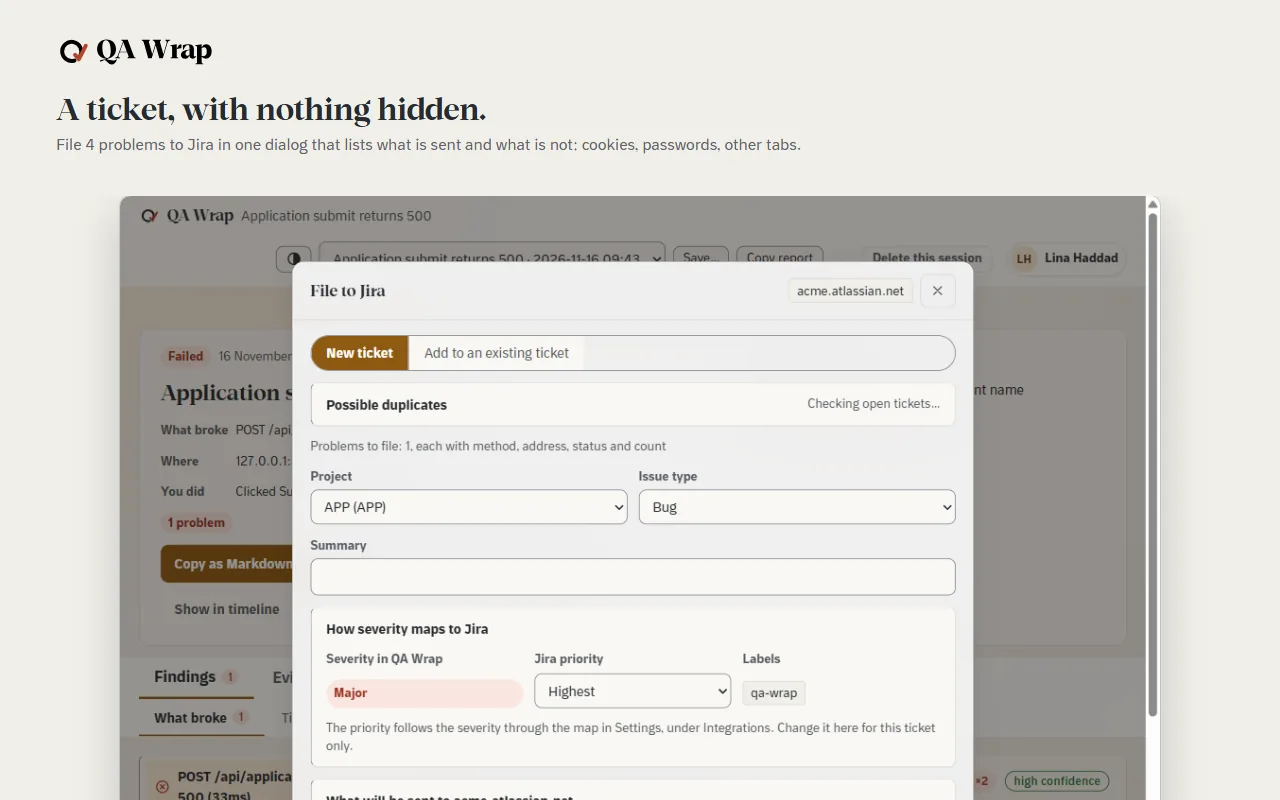 QA Wrap
A ticket, with nothing hidden.
File 4 problems to Jira in one dialog that lists what is sent and what is not: cookies, passwords, other tabs.
QA Wrap Application submit returns 500
Application submit returns 500 · 2026-11-16 09:43 Save... Copy report Delete this session LH Lina Haddad
File to Jira acme.atlassian.net
New ticket Add to an existing ticket
Failed 16 November
Application s
nt name
Possible duplicates Checking open tickets...
What broke POST /api
Problems to file: 1, each with method, address, status and count
Where 127.0.0.1:
Project Issue type
You did Clicked Su
APP (APP) Bug
1 problem
Summary
Copy as Markdown
Show in timeline
How severity maps to Jira
Severity in QA Wrap Jira priority Labels
Major Highest qa-wrap
Findings 1 Evi
What broke 1 Ti
The priority follows the severity through the map in Settings, under Integrations. Change it here for this ticket
only.
POST /api/applica
500 (33ms)
×2 high confidence
What will be sent to acme.atlassian.net